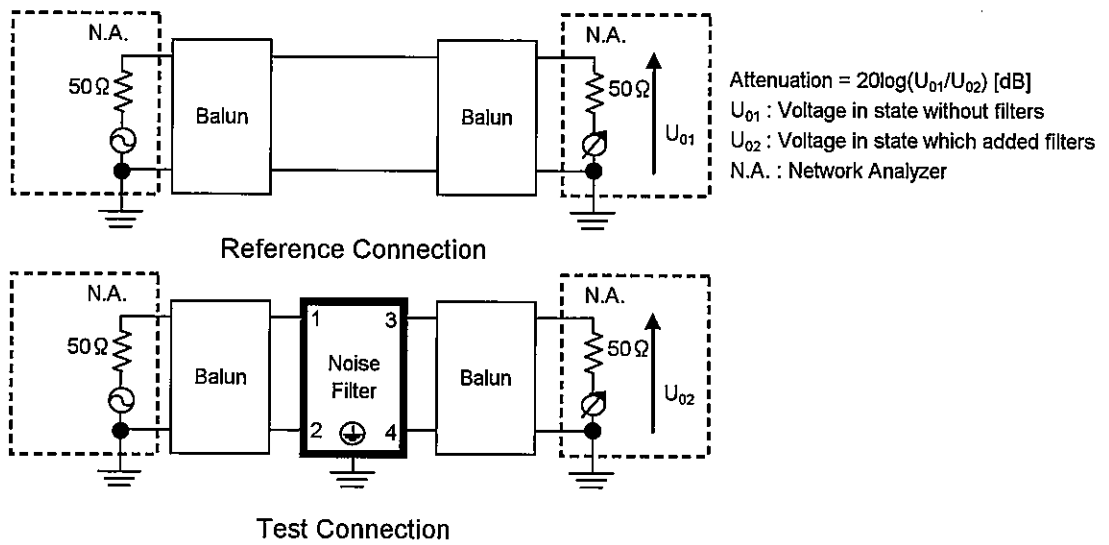 N.A.
50Ω
Balun
Balun
N.A.
50Ω
U01
Attenuation = 20log(U01/U02) [dB]
U01 : Voltage in state without filters
U02 : Voltage in state which added filters
N.A. : Network Analyzer
Reference Connection
N.A.
50Ω
Balun
1
3
Noise
Filter
2
4
Balun
N.A.
50Ω
U02
Test Connection